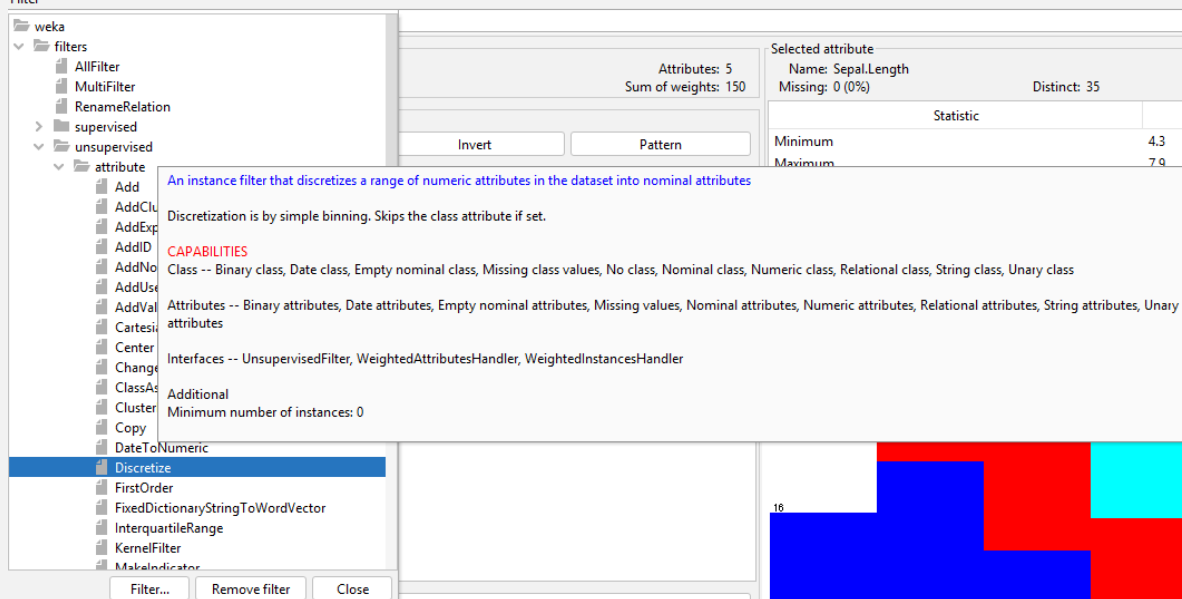 Filter
weka
filters
AllFilter
MultiFilter
RenameRelation
supervised
unsupervised
attribute
Add
AddClu
AddExp
AddID
AddNo
AddUse
AddVal
Cartesia
Center
Change
ClassAs
Cluster
Copy
DateToNumeric
Discretize
FirstOrder
FixedDictionaryStringToWordVector
InterquartileRange
KernelFilter
MakeIndicator
Filter... Remove filter Close
Attributes: 5
Sum of weights: 150
Invert Pattern
Selected attribute
Name: Sepal.Length
Missing: 0 (0%) Distinct: 35
Statistic
Minimum 4.3
Maximum 7.9
An instance filter that discretizes a range of numeric attributes in the dataset into nominal attributes
Discretization is by simple binning. Skips the class attribute if set.
CAPABILITIES
Class -- Binary class, Date class, Empty nominal class, Missing class values, No class, Nominal class, Numeric class, Relational class, String class, Unary class
Attributes -- Binary attributes, Date attributes, Empty nominal attributes, Missing values, Nominal attributes, Numeric attributes, Relational attributes, String attributes, Unary
attributes
Interfaces -- UnsupervisedFilter, WeightedAttributesHandler, WeightedInstancesHandler
Additional
Minimum number of instances: 0
16